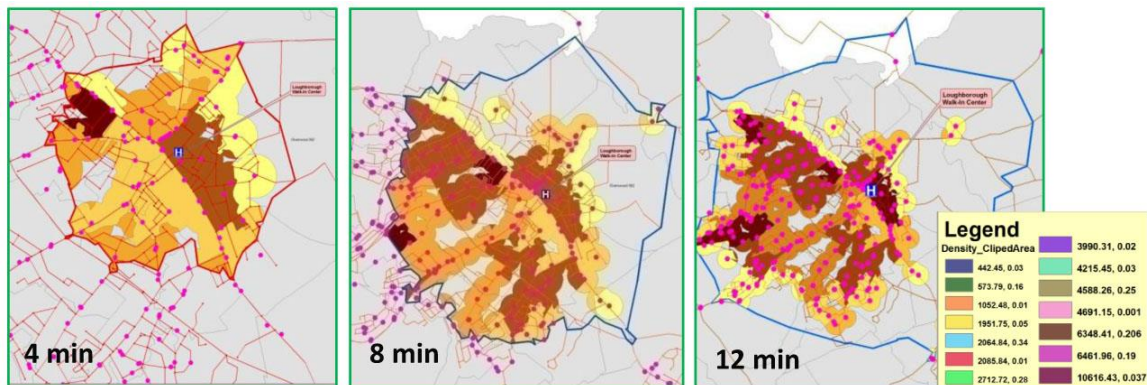 Loughborough
Walk-in Center
H
4 min
Loughborough
Walk-in Center
H
8 min
Loughborough
Walk-in Center
H
12 min
Legend
Density_ClipedArea
442.45, 0.03
573.79, 0.16
1052.48, 0.01
1951.75, 0.05
2064.84, 0.34
2085.84, 0.01
2712.72, 0.28
3990.31, 0.02
4215.45, 0.03
4588.26, 0.25
4691.15, 0.001
6348.41, 0.206
6461.96, 0.19
10616.43, 0.037